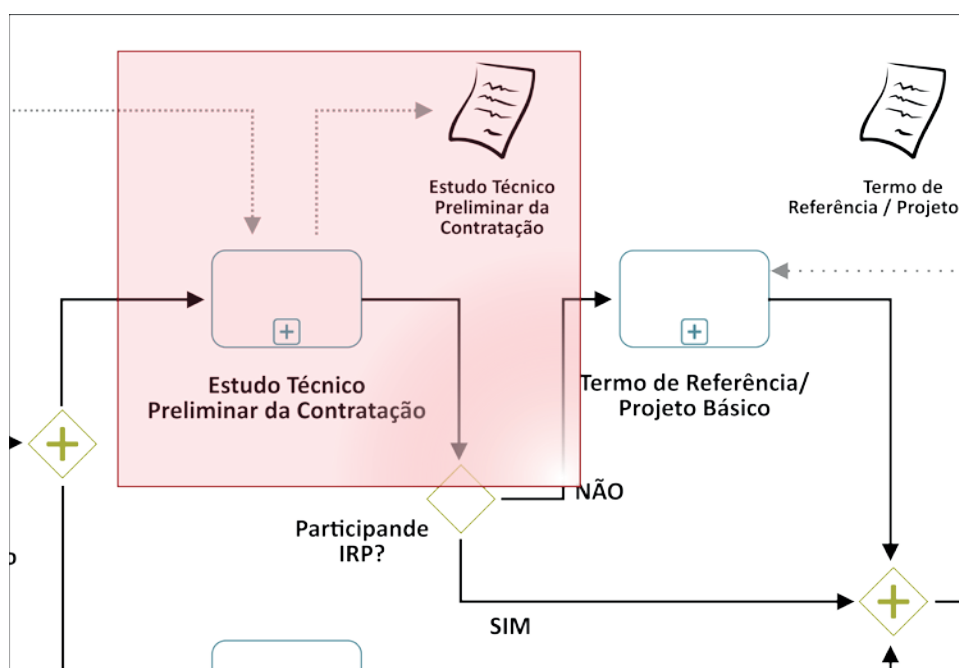 Estudo Técnico
Preliminar da
Contratação
Termo de
Referência / Projeto
Estudo Técnico
Preliminar da Contratação
Termo de Referência/
Projeto Básico
NÃO
Participande
IRP?
SIM